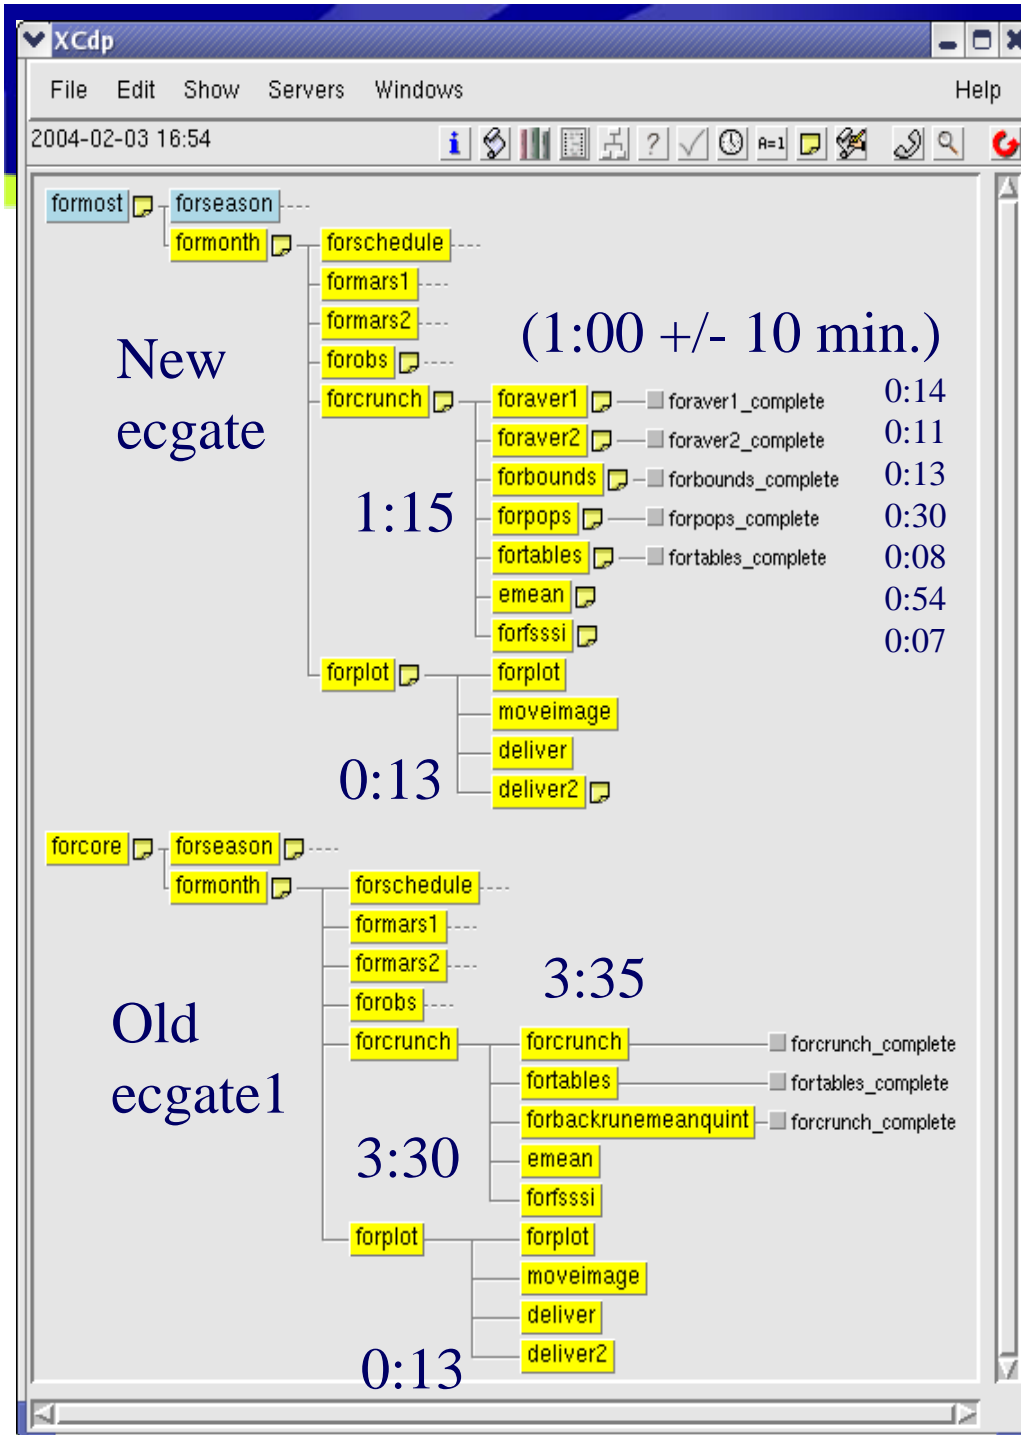 XCdp
File Edit Show Servers Windows Help
2004-02-03 16:54
i ? A=1
formost forseason
formonth forschedule
formars1
formars2
(1:00 +/- 10 min.)
New
ecgate
forobs
forcrunch foraver1 foraver1_complete 0:14
foraver2 foraver2_complete 0:11
forbounds forbounds_complete 0:13
1:15
forpops forpops_complete 0:30
fortables fortables_complete 0:08
emean 0:54
forfsssi 0:07
forplot forplot
moveimage
deliver
0:13
deliver2
forcore forseason
formonth forschedule
formars1
formars2
3:35
forobs
Old
ecgate1
forcrunch forcrunch forcrunch_complete
fortables fortables_complete
forbackrunemeanquint forcrunch_complete
3:30
emean
forfsssi
forplot forplot
moveimage
deliver
deliver2
0:13